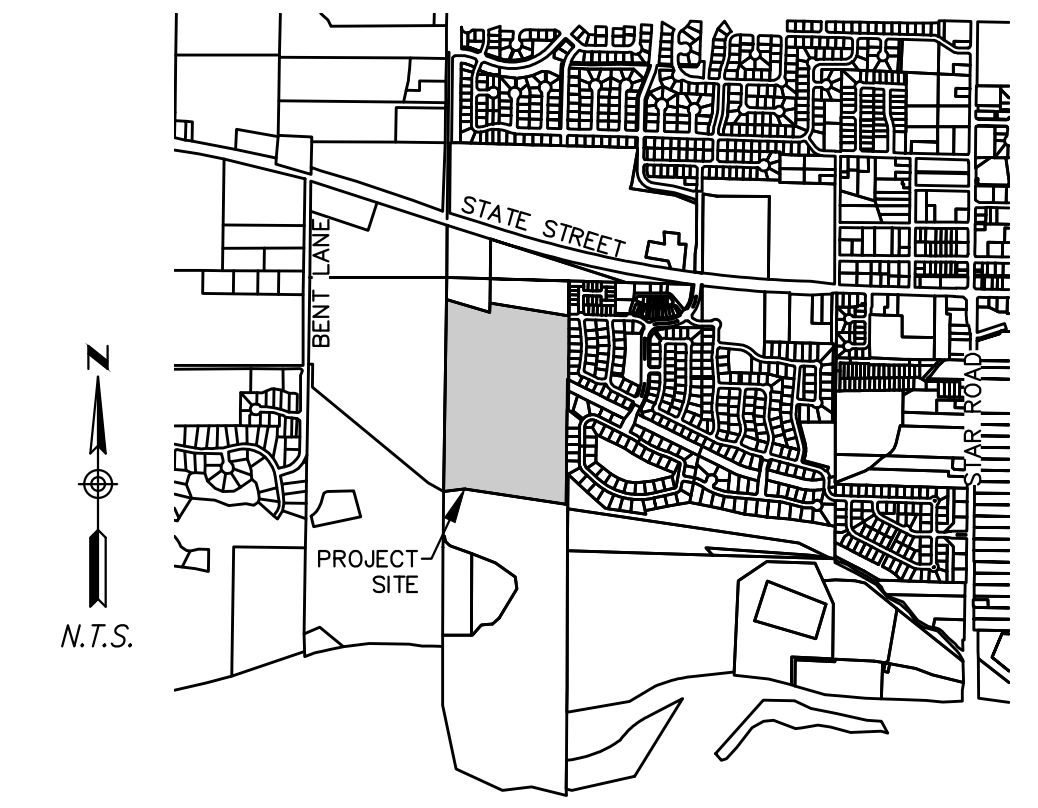 STATE STREET
BENT LANE
STAR ROAD
N
PROJECT
SITE
N.T.S.